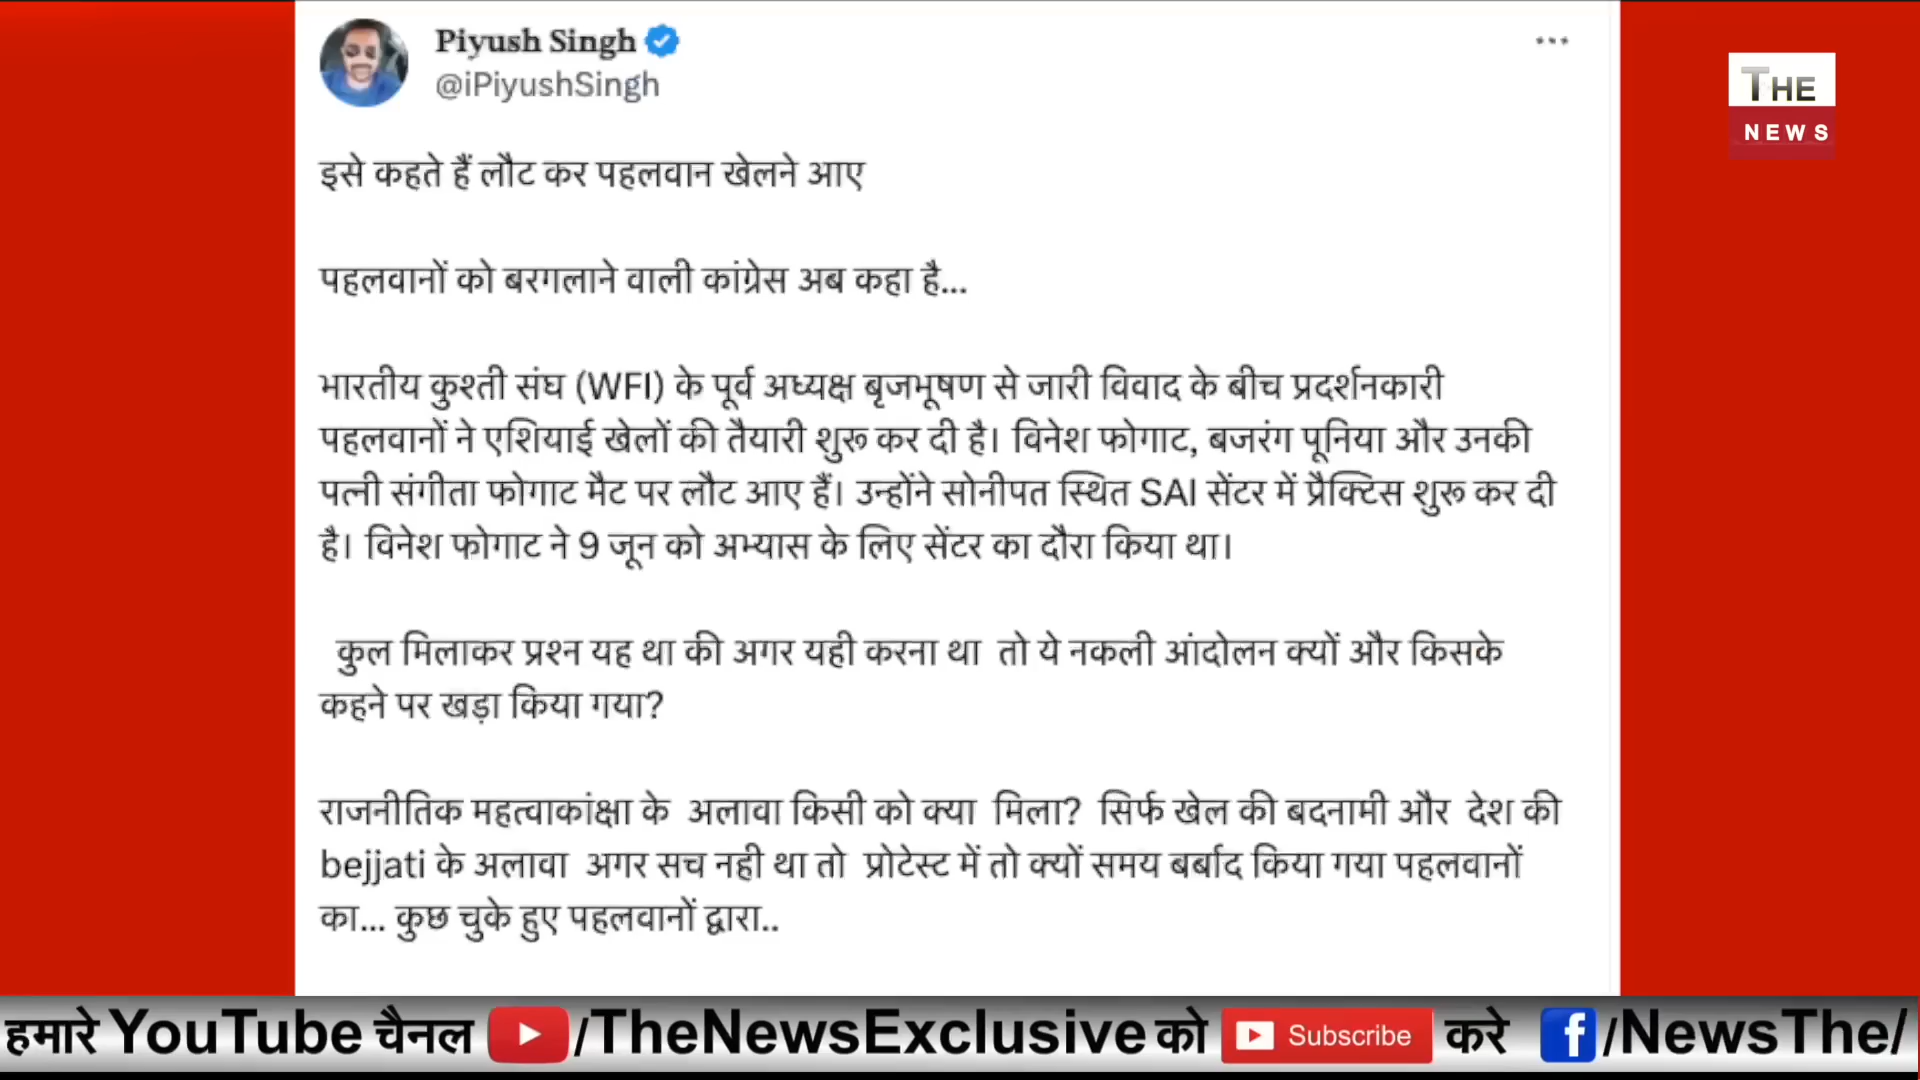 Piyush Singh
@iPiyushSingh
THE
NEWS
इसे कहते हैं लौट कर पहलवान खेलने आए
पहलवानों को बरगलाने वाली कांग्रेस अब कहा है...
भारतीय कुश्ती संघ (WFI) के पूर्व अध्यक्ष बृजभूषण से जारी विवाद के बीच प्रदर्शनकारी
पहलवानों ने एशियाई खेलों की तैयारी शुरू कर दी है। विनेश फोगाट, बजरंग पूनिया और उनकी
पत्नी संगीता फोगाट मैट पर लौट आए हैं। उन्होंने सोनीपत स्थित SAI सेंटर में प्रैक्टिस शुरू कर दी
है। विनेश फोगाट ने 9 जून को अभ्यास के लिए सेंटर का दौरा किया था।
कुल मिलाकर प्रश्न यह था की अगर यही करना था तो ये नकली आंदोलन क्यों और किसके
कहने पर खड़ा किया गया?
राजनीतिक महत्वाकांक्षा के अलावा किसी को क्या मिला? सिर्फ खेल की बदनामी और देश की
bejjati के अलावा अगर सच नही था तो प्रोटेस्ट में तो क्यों समय बर्बाद किया गया पहलवानों
का... कुछ चुके हुए पहलवानों द्वारा..
हमारे YouTube चैनल /TheNewsExclusive को Subscribe करे f/NewsThe/